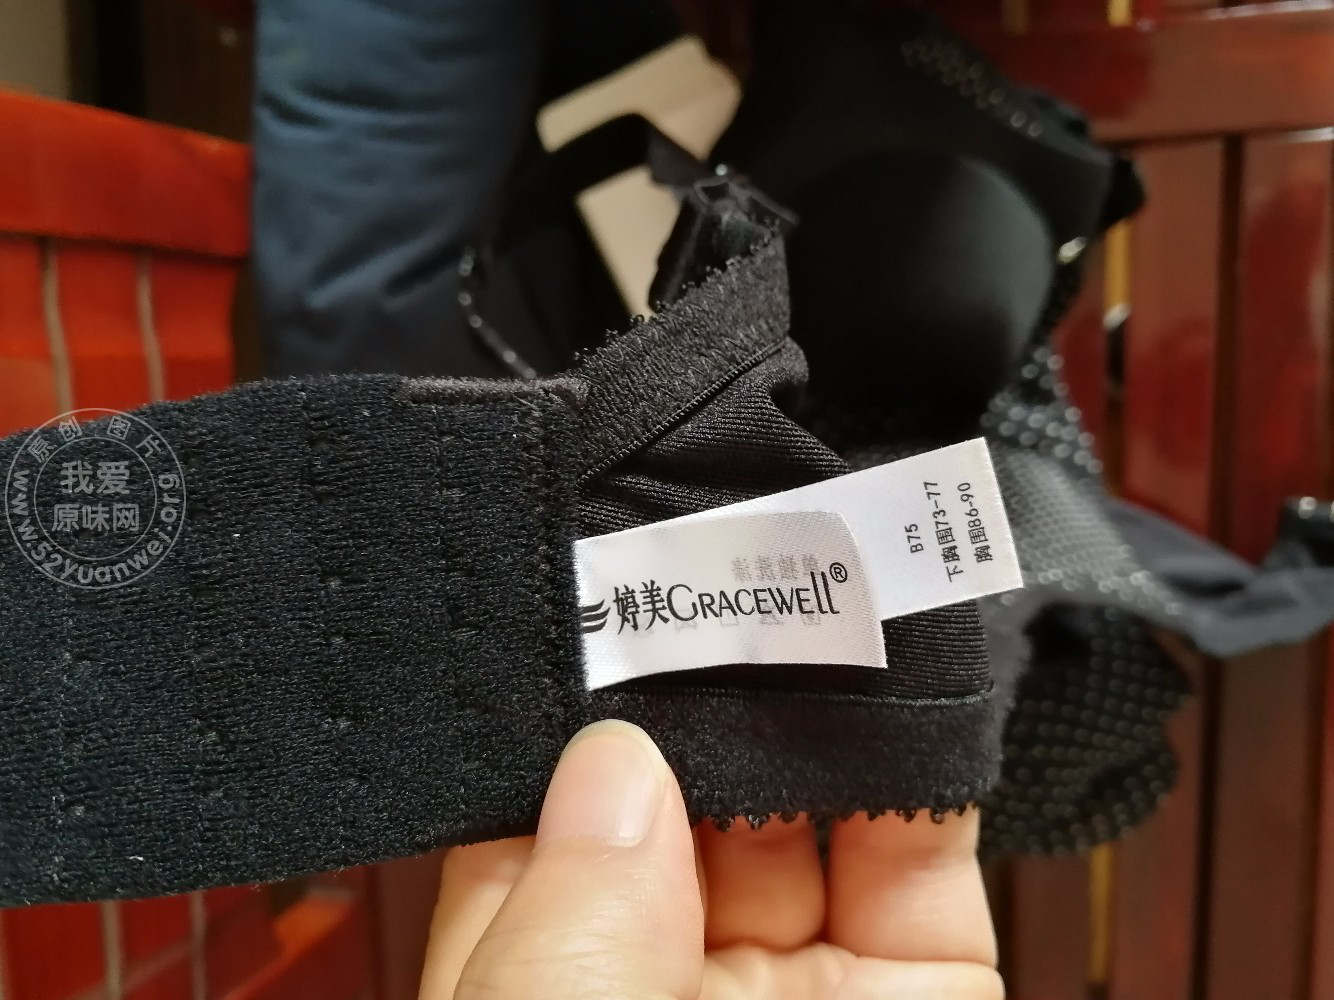 原创图片
我爱
原味网
www.52yuanwei.org
婷美GRACEWELL®
B75
下胸围73-77
胸围86-90